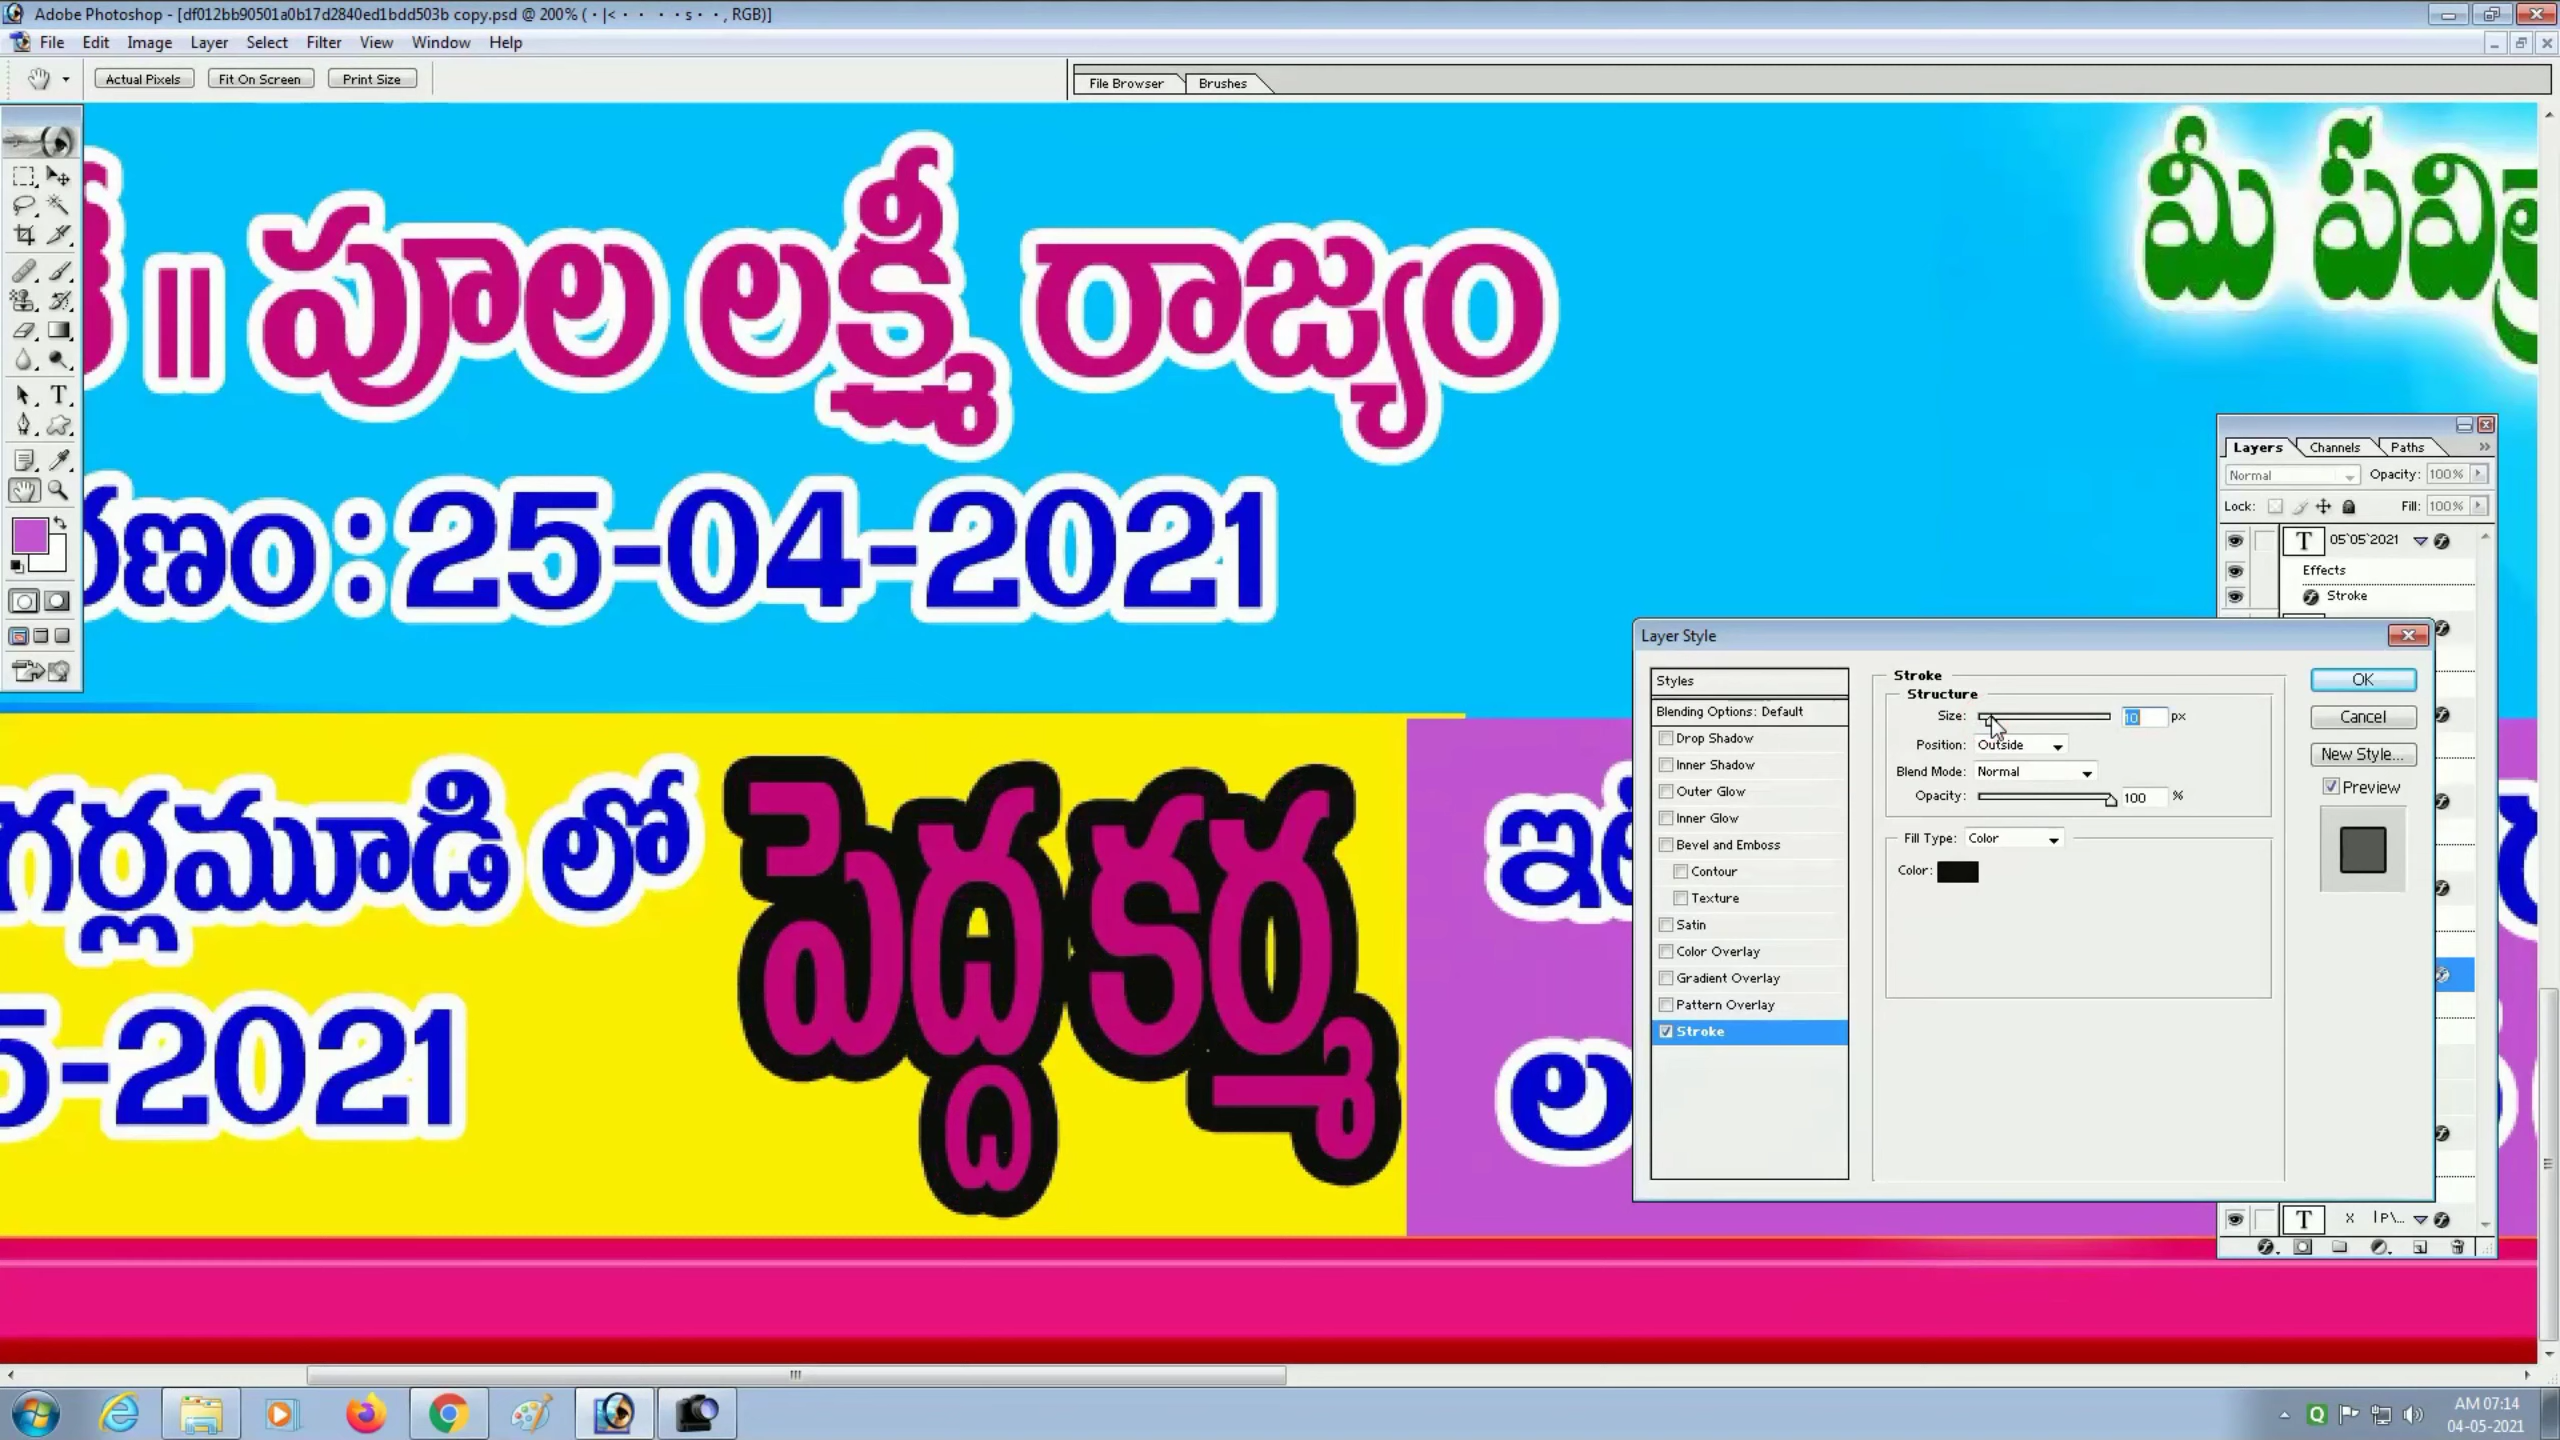 Adobe Photoshop - [df012bb90501a0b17d2840ed1bdd503b copy.psd @ 200% ( · |< · · · · s · · , RGB)]
File Edit Image Layer Select Filter View Window Help
Actual Pixels Fit On Screen Print Size File Browser Brushes
॥ పూల లక్ష్మీ రాజ్యం
మీ
రణం : 25-04-2021
గర్లమూడి లో
పెద్ద కర్మ
5-2021
Layers Channels Paths
Normal Opacity: 100%
Lock: Fill: 100%
05`05`2021
Effects
Stroke
Layer Style
Styles
Blending Options: Default
Drop Shadow
Inner Shadow
Outer Glow
Inner Glow
Bevel and Emboss
Contour
Texture
Satin
Color Overlay
Gradient Overlay
Pattern Overlay
Stroke
Stroke
Structure
Size: 10 px
Position: Outside
Blend Mode: Normal
Opacity: 100 %
Fill Type: Color
Color:
OK
Cancel
New Style...
Preview
X |P\...
AM 07:14
04-05-2021